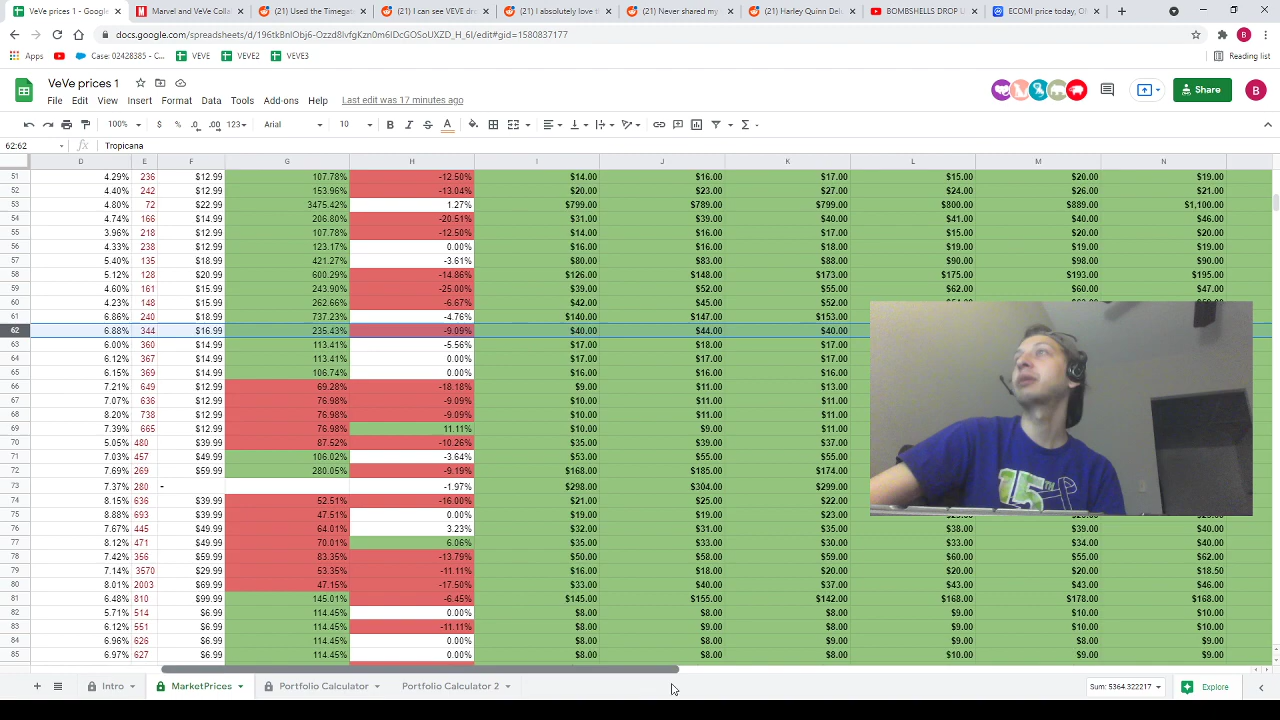 VeVe prices 1 - Goog
Marvel and VeVe Colla
(21) Used the Timegat
(21) I can see VEVE dr
(21) I absolutely love th
(21) Never shared my
(21) Harley Quinn Del
BOMBSHELLS DROP U
ECOMI price today, O
docs.google.com/spreadsheets/d/
Apps Case: 02428385 - C... VEVE VEVE2 VEVE3 Reading list
VeVe prices 1
File Edit View Insert Format Data Tools Add-ons Help Last edit was 17 minutes ago
Share B
100% $ % .0 .00 123 Arial 10 B I S A
62:62 fx Tropicana
D E F G H I J K L M N
51 4.29% 236 $12.99 107.78% -12.50% $14.00 $16.00 $17.00 $15.00 $20.00 $19.00
52 4.40% 242 $12.99 153.96% -13.04% $20.00 $23.00 $27.00 $24.00 $26.00 $21.00
53 4.80% 72 $22.99 3475.42% 1.27% $799.00 $789.00 $799.00 $800.00 $889.00 $1,100.00
54 4.74% 166 $14.99 206.80% -20.51% $31.00 $39.00 $40.00 $41.00 $40.00 $46.00
55 3.96% 218 $12.99 107.78% -12.50% $14.00 $16.00 $17.00 $15.00 $20.00 $20.00
56 4.33% 238 $12.99 123.17% 0.00% $16.00 $16.00 $18.00 $19.00 $19.00 $19.00
57 5.40% 135 $18.99 421.27% -3.61% $80.00 $83.00 $88.00 $90.00 $98.00 $90.00
58 5.12% 128 $20.99 600.29% -14.86% $126.00 $148.00 $173.00 $175.00 $193.00 $195.00
59 4.60% 161 $15.99 243.90% -25.00% $39.00 $52.00 $55.00 $62.00 $60.00 $47.00
60 4.23% 148 $15.99 262.66% -6.67% $42.00 $45.00 $52.00
61 6.86% 240 $18.99 737.23% -4.76% $140.00 $147.00 $153.00
62 6.88% 344 $16.99 235.43% -9.09% $40.00 $44.00 $40.00
63 6.00% 360 $14.99 113.41% -5.56% $17.00 $18.00 $17.00
64 6.12% 367 $14.99 113.41% 0.00% $17.00 $17.00 $17.00
65 6.15% 369 $14.99 106.74% 0.00% $16.00 $16.00 $17.00
66 7.21% 649 $12.99 69.28% -18.18% $9.00 $11.00 $13.00
67 7.07% 636 $12.99 76.98% -9.09% $10.00 $11.00 $11.00
68 8.20% 738 $12.99 76.98% -9.09% $10.00 $11.00 $11.00
69 7.39% 665 $12.99 76.98% 11.11% $10.00 $9.00 $11.00
70 5.05% 480 $39.99 87.52% -10.26% $35.00 $39.00 $37.00
71 7.03% 457 $49.99 106.02% -3.64% $53.00 $55.00 $55.00
72 7.69% 269 $59.99 280.05% -9.19% $168.00 $185.00 $174.00
73 7.37% 280 - -1.97% $298.00 $304.00 $299.00
74 8.15% 636 $39.99 52.51% -16.00% $21.00 $25.00 $22.00
75 8.88% 693 $39.99 47.51% 0.00% $19.00 $19.00 $23.00
76 7.67% 445 $49.99 64.01% 3.23% $32.00 $31.00 $35.00 $38.00 $39.00 $40.00
77 8.12% 471 $49.99 70.01% 6.06% $35.00 $33.00 $30.00 $33.00 $34.00 $40.00
78 7.42% 356 $59.99 83.35% -13.79% $50.00 $58.00 $59.00 $60.00 $55.00 $62.00
79 7.14% 3570 $29.99 53.35% -11.11% $16.00 $18.00 $20.00 $20.00 $20.00 $18.50
80 8.01% 2003 $69.99 47.15% -17.50% $33.00 $40.00 $37.00 $43.00 $43.00 $46.00
81 6.48% 810 $99.99 145.01% -6.45% $145.00 $155.00 $142.00 $168.00 $178.00 $168.00
82 5.71% 514 $6.99 114.45% 0.00% $8.00 $8.00 $8.00 $9.00 $10.00 $10.00
83 6.12% 551 $6.99 114.45% -11.11% $8.00 $9.00 $8.00 $9.00 $10.00 $10.00
84 6.96% 626 $6.99 114.45% 0.00% $8.00 $8.00 $8.00 $9.00 $8.00 $9.00
85 6.97% 627 $6.99 114.45% 0.00% $8.00 $8.00 $8.00 $10.00 $9.00 $9.00
Intro MarketPrices Portfolio Calculator Portfolio Calculator 2 Sum: 5364.322217 Explore